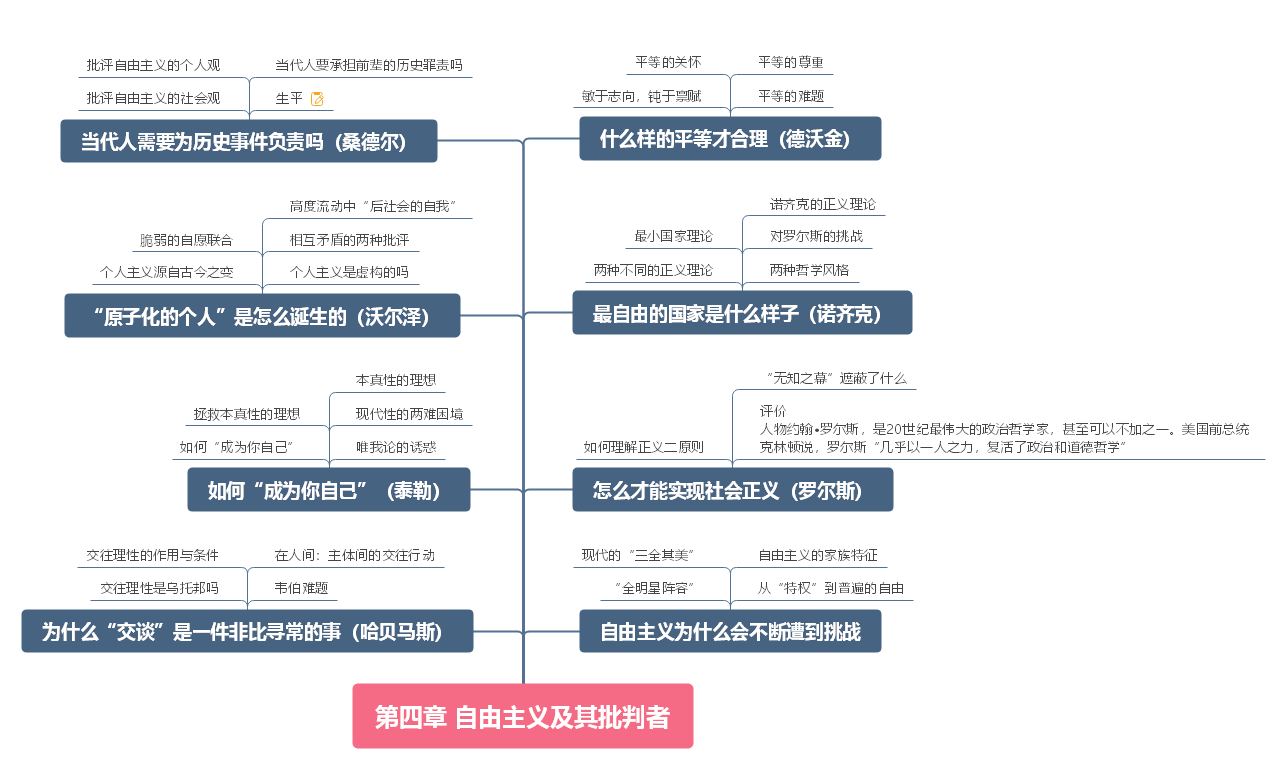 批评自由主义的个人观
当代人要承担前辈的历史罪责吗
批评自由主义的社会观
生平
当代人需要为历史事件负责吗（桑德尔）
平等的关怀
平等的尊重
敏于志向，钝于禀赋
平等的难题
什么样的平等才合理（德沃金）
高度流动中“后社会的自我”
脆弱的自愿联合
相互矛盾的两种批评
个人主义源自古今之变
个人主义是虚构的吗
“原子化的个人”是怎么诞生的（沃尔泽）
诺齐克的正义理论
最小国家理论
对罗尔斯的挑战
两种不同的正义理论
两种哲学风格
最自由的国家是什么样子（诺齐克）
本真性的理想
拯救本真性的理想
现代性的两难困境
如何“成为你自己”
唯我论的诱惑
如何“成为你自己”（泰勒）
“无知之幕”遮蔽了什么
评价
人物约翰•罗尔斯，是20世纪最伟大的政治哲学家，甚至可以不加之一。美国前总统
克林顿说，罗尔斯“几乎以一人之力，复活了政治和道德哲学”
如何理解正义二原则
怎么才能实现社会正义（罗尔斯）
交往理性的作用与条件
在人间：主体间的交往行动
交往理性是乌托邦吗
韦伯难题
为什么“交谈”是一件非比寻常的事（哈贝马斯）
现代的“三全其美”
自由主义的家族特征
“全明星阵容”
从“特权”到普遍的自由
自由主义为什么会不断遭到挑战
第四章 自由主义及其批判者